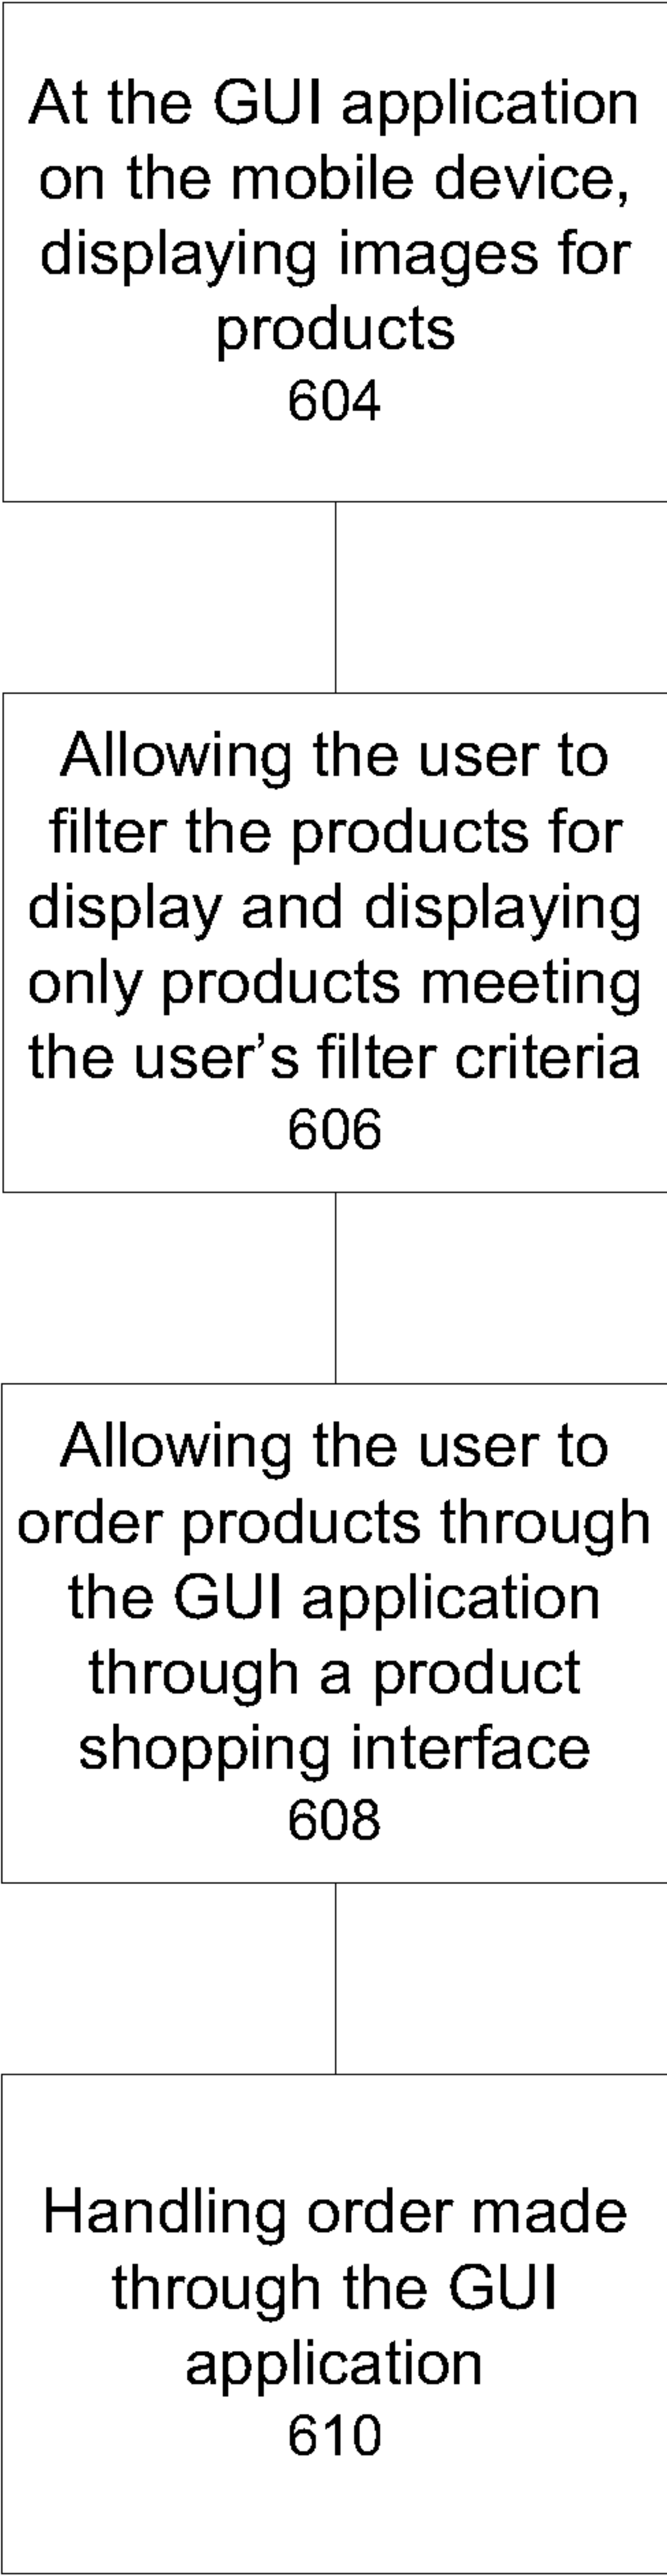 At the GUI application
on the mobile device,
displaying images for
products
604
Allowing the user to
filter the products for
display and displaying
only products meeting
the user’s filter criteria
606
Allowing the user to
order products through
the GUI application
through a product
shopping interface
608
Handling order made
through the GUI
application
610